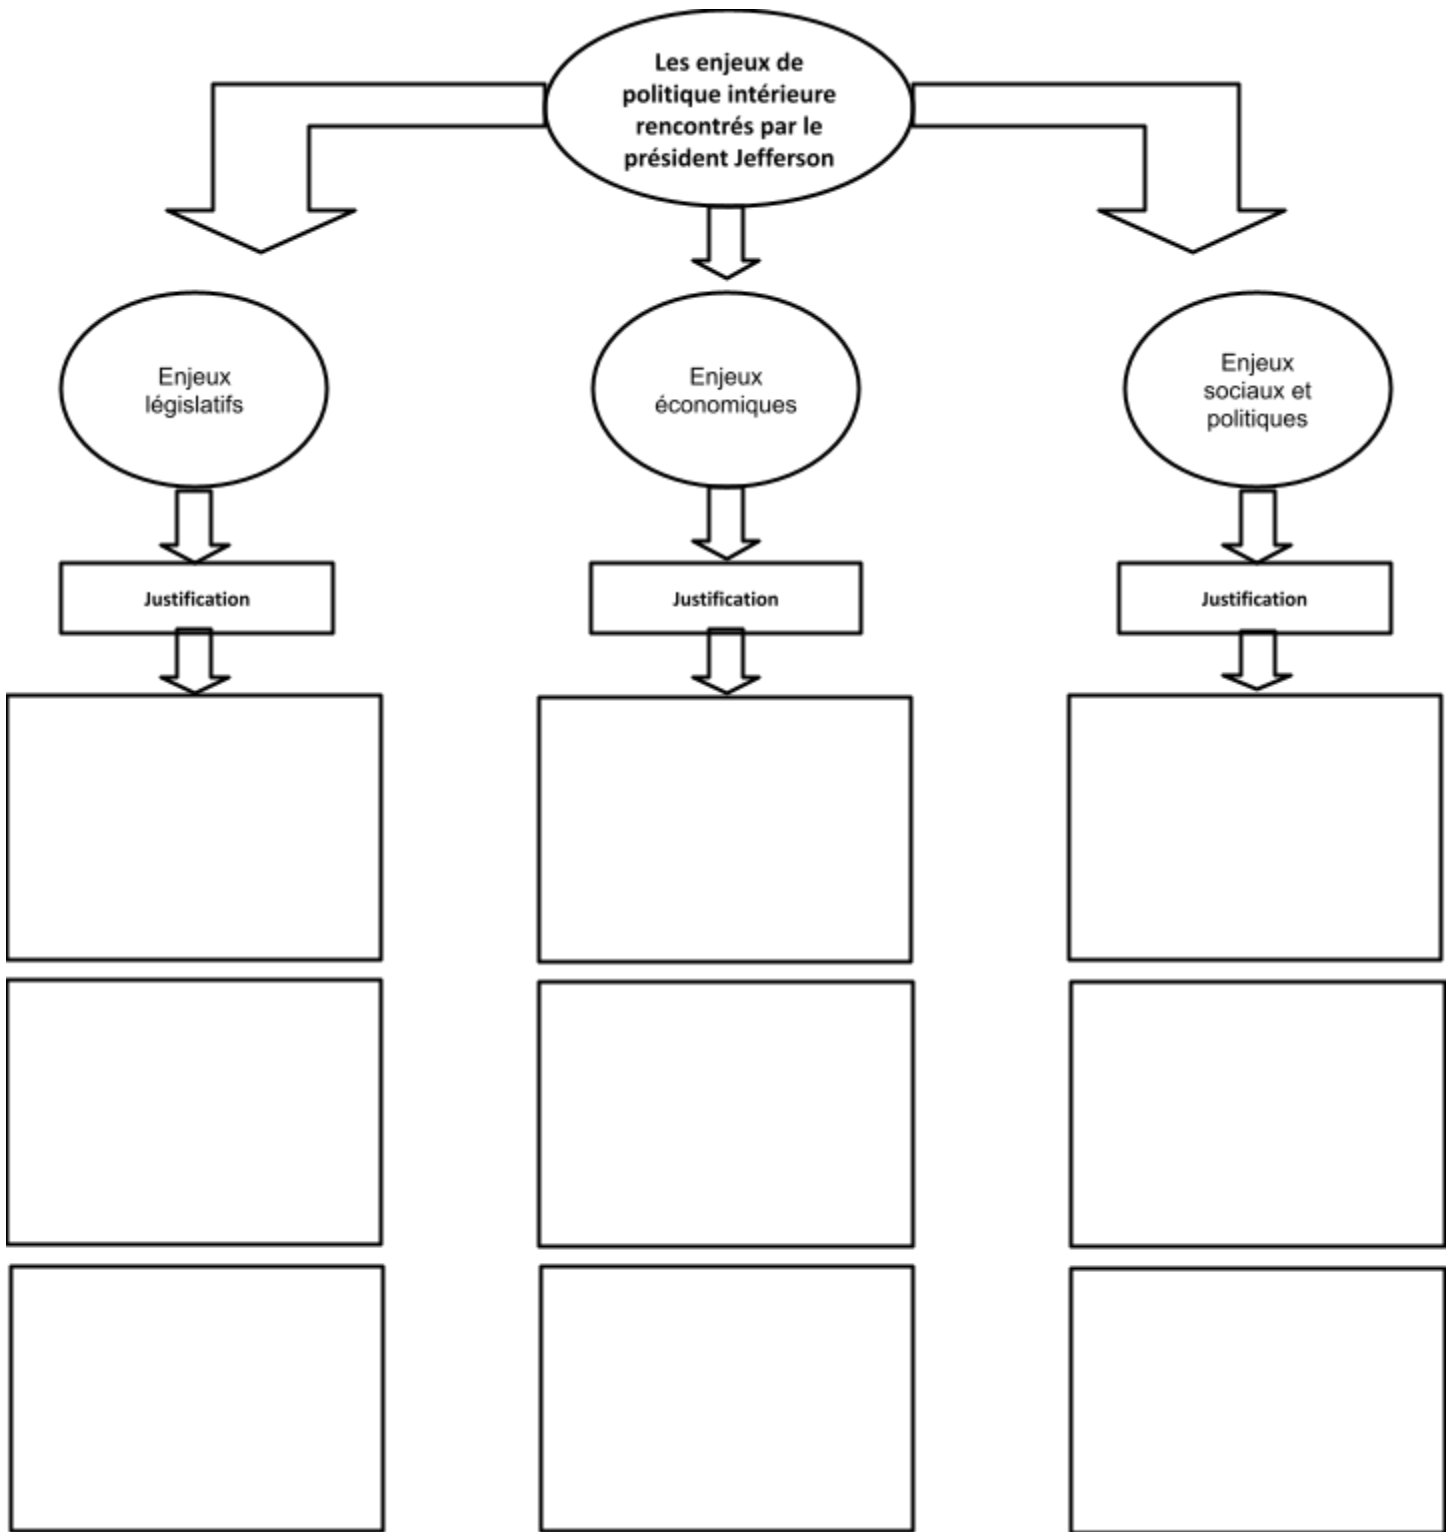 Les enjeux de
politique intérieure
rencontrés par le
président Jefferson
Enjeux
législatifs
Enjeux
économiques
Enjeux
sociaux et
politiques
Justification
Justification
Justification